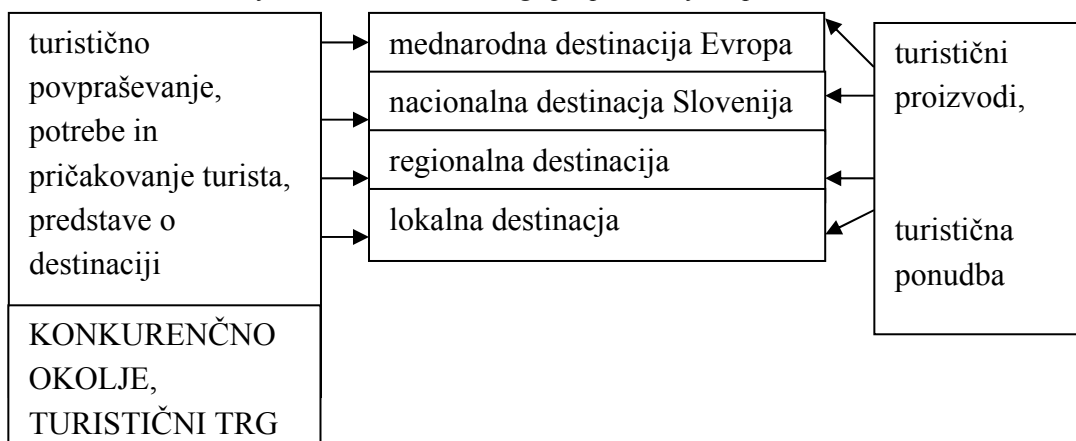 turistično
povpraševanje,
potrebe in
pričakovanje turista,
predstave o
destinaciji
KONKURENČNO
OKOLJE,
TURISTIČNI TRG
mednarodna destinacija Evropa
nacionalna destinacja Slovenija
regionalna destinacija
lokalna destinacja
turistični
proizvodi,
turistična
ponudba